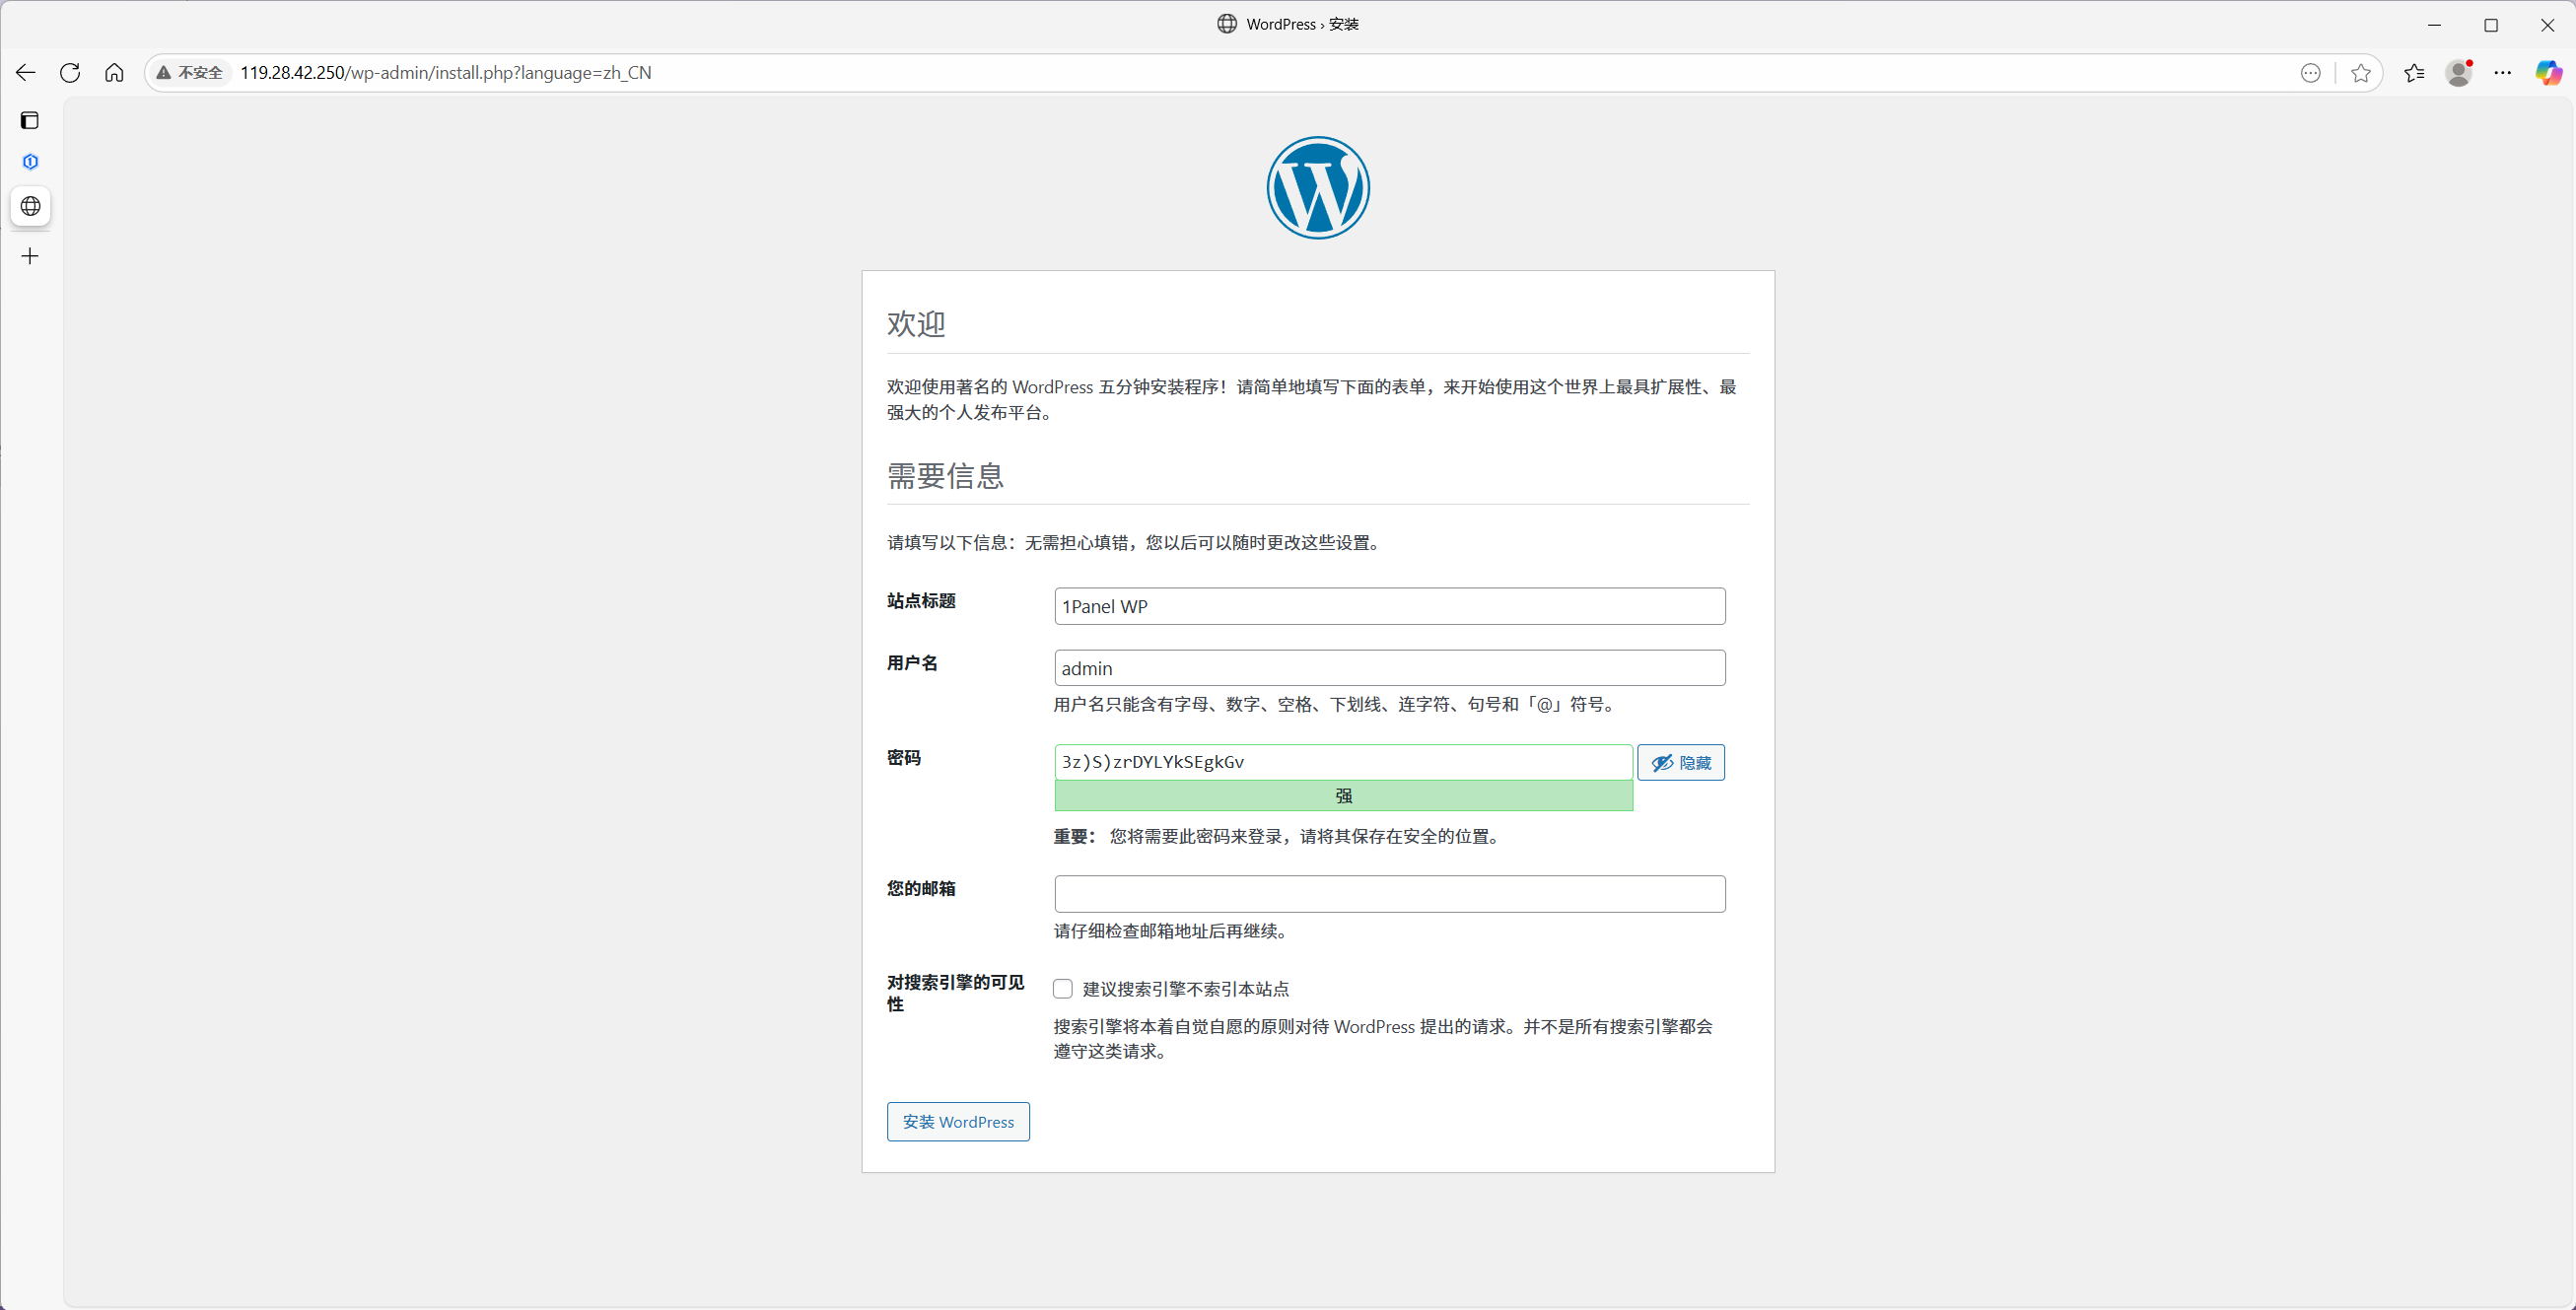 WordPress › 安装
不安全 119.28.42.250/wp-admin/install.php?language=zh_CN
欢迎
欢迎使用著名的 WordPress 五分钟安装程序！请简单地填写下面的表单，来开始使用这个世界上最具扩展性、最
强大的个人发布平台。
需要信息
请填写以下信息：无需担心填错，您以后可以随时更改这些设置。
站点标题
1Panel WP
用户名
admin
用户名只能含有字母、数字、空格、下划线、连字符、句号和「@」符号。
密码
3z)S)zrDYLYkSEgkGv
隐藏
强
重要： 您将需要此密码来登录，请将其保存在安全的位置。
您的邮箱
请仔细检查邮箱地址后再继续。
对搜索引擎的可见
性
建议搜索引擎不索引本站点
搜索引擎将本着自觉自愿的原则对待 WordPress 提出的请求。并不是所有搜索引擎都会
遵守这类请求。
安装 WordPress